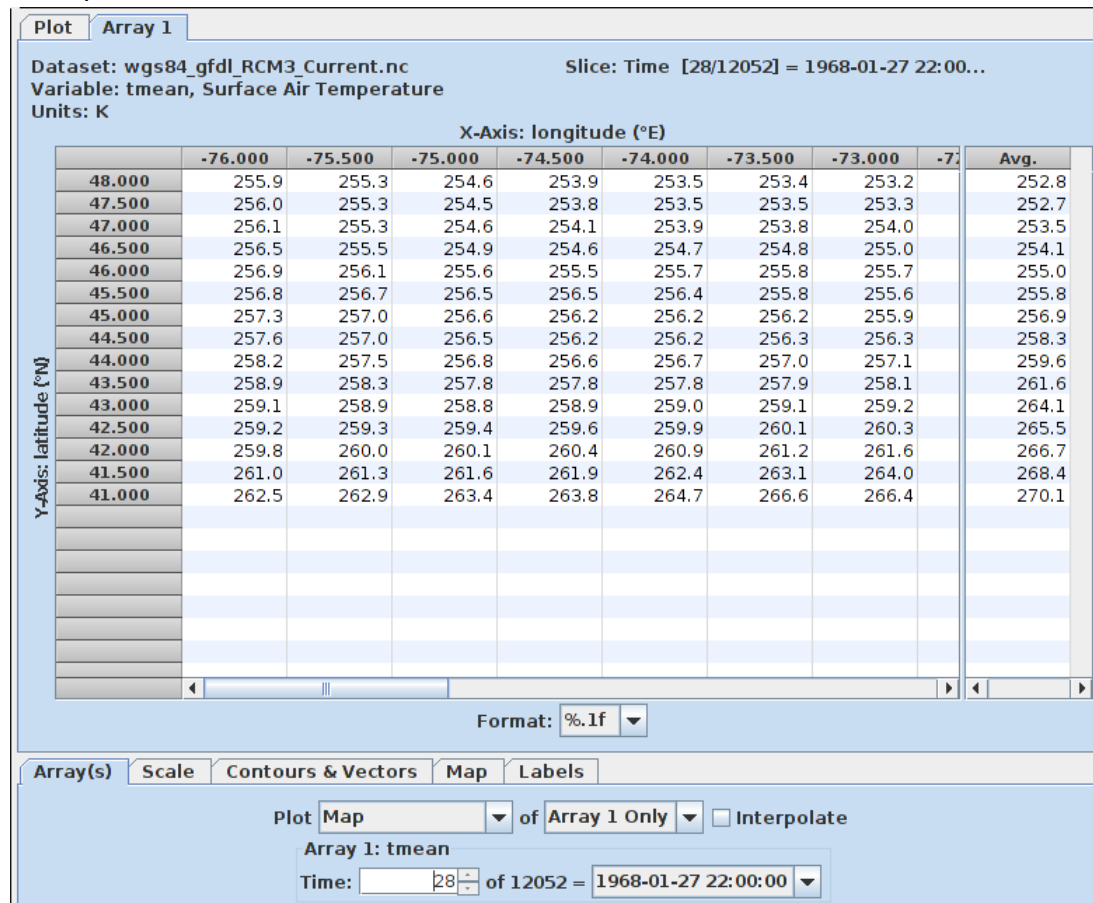 Plot Array 1
Dataset: wgs84_gfdl_RCM3_Current.nc Slice: Time [28/12052] = 1968-01-27 22:00...
Variable: tmean, Surface Air Temperature
Units: K
X-Axis: longitude (°E)
-76.000 -75.500 -75.000 -74.500 -74.000 -73.500 -73.000 Avg.
48.000 255.9 255.3 254.6 253.9 253.5 253.4 253.2 252.8
47.500 256.0 255.3 254.5 253.8 253.5 253.5 253.3 252.7
47.000 256.1 255.3 254.6 254.1 253.9 253.8 254.0 253.5
46.500 256.5 255.5 254.9 254.6 254.7 254.8 255.0 254.1
46.000 256.9 256.1 255.6 255.5 255.7 255.8 255.7 255.0
45.500 256.8 256.7 256.5 256.5 256.4 255.8 255.6 255.8
45.000 257.3 257.0 256.6 256.2 256.2 256.2 255.9 256.9
44.500 257.6 257.0 256.5 256.2 256.2 256.3 256.3 258.3
44.000 258.2 257.5 256.8 256.6 256.7 257.0 257.1 259.6
43.500 258.9 258.3 257.8 257.8 257.8 257.9 258.1 261.6
43.000 259.1 258.9 258.8 258.9 259.0 259.1 259.2 264.1
42.500 259.2 259.3 259.4 259.6 259.9 260.1 260.3 265.5
42.000 259.8 260.0 260.1 260.4 260.9 261.2 261.6 266.7
41.500 261.0 261.3 261.6 261.9 262.4 263.1 264.0 268.4
41.000 262.5 262.9 263.4 263.8 264.7 266.6 266.4 270.1
Y-Axis: latitude (°N)
Format: %.1f
Array(s) Scale Contours & Vectors Map Labels
Plot Map of Array 1 Only Interpolate
Array 1: tmean
Time: 28 of 12052 = 1968-01-27 22:00:00